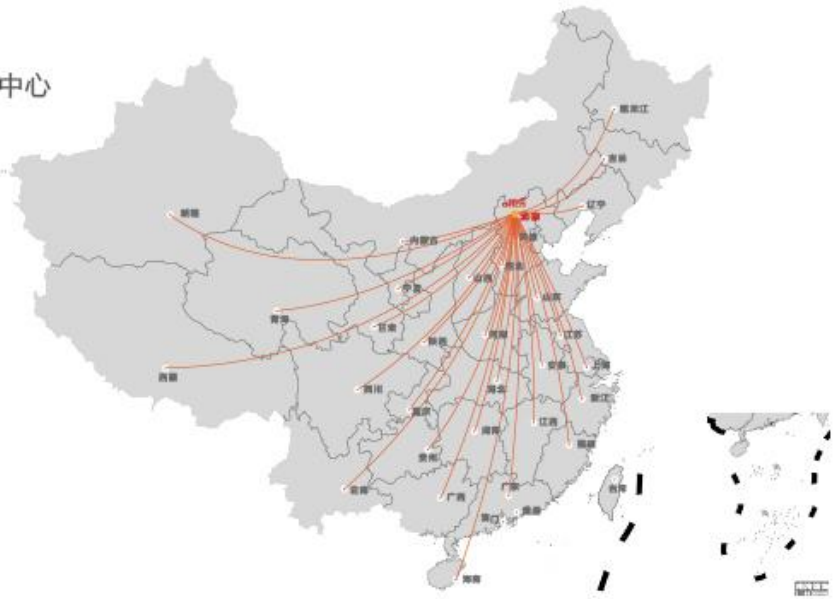 中心
黑龙江
吉林
辽宁
北京
新疆
内蒙古
河北
山西
宁夏
山东
青海
甘肃
陕西
河南
江苏
西藏
安徽
上海
四川
湖北
浙江
重庆
江西
湖南
福建
贵州
云南
广西
广东
台湾
澳门
香港
海南